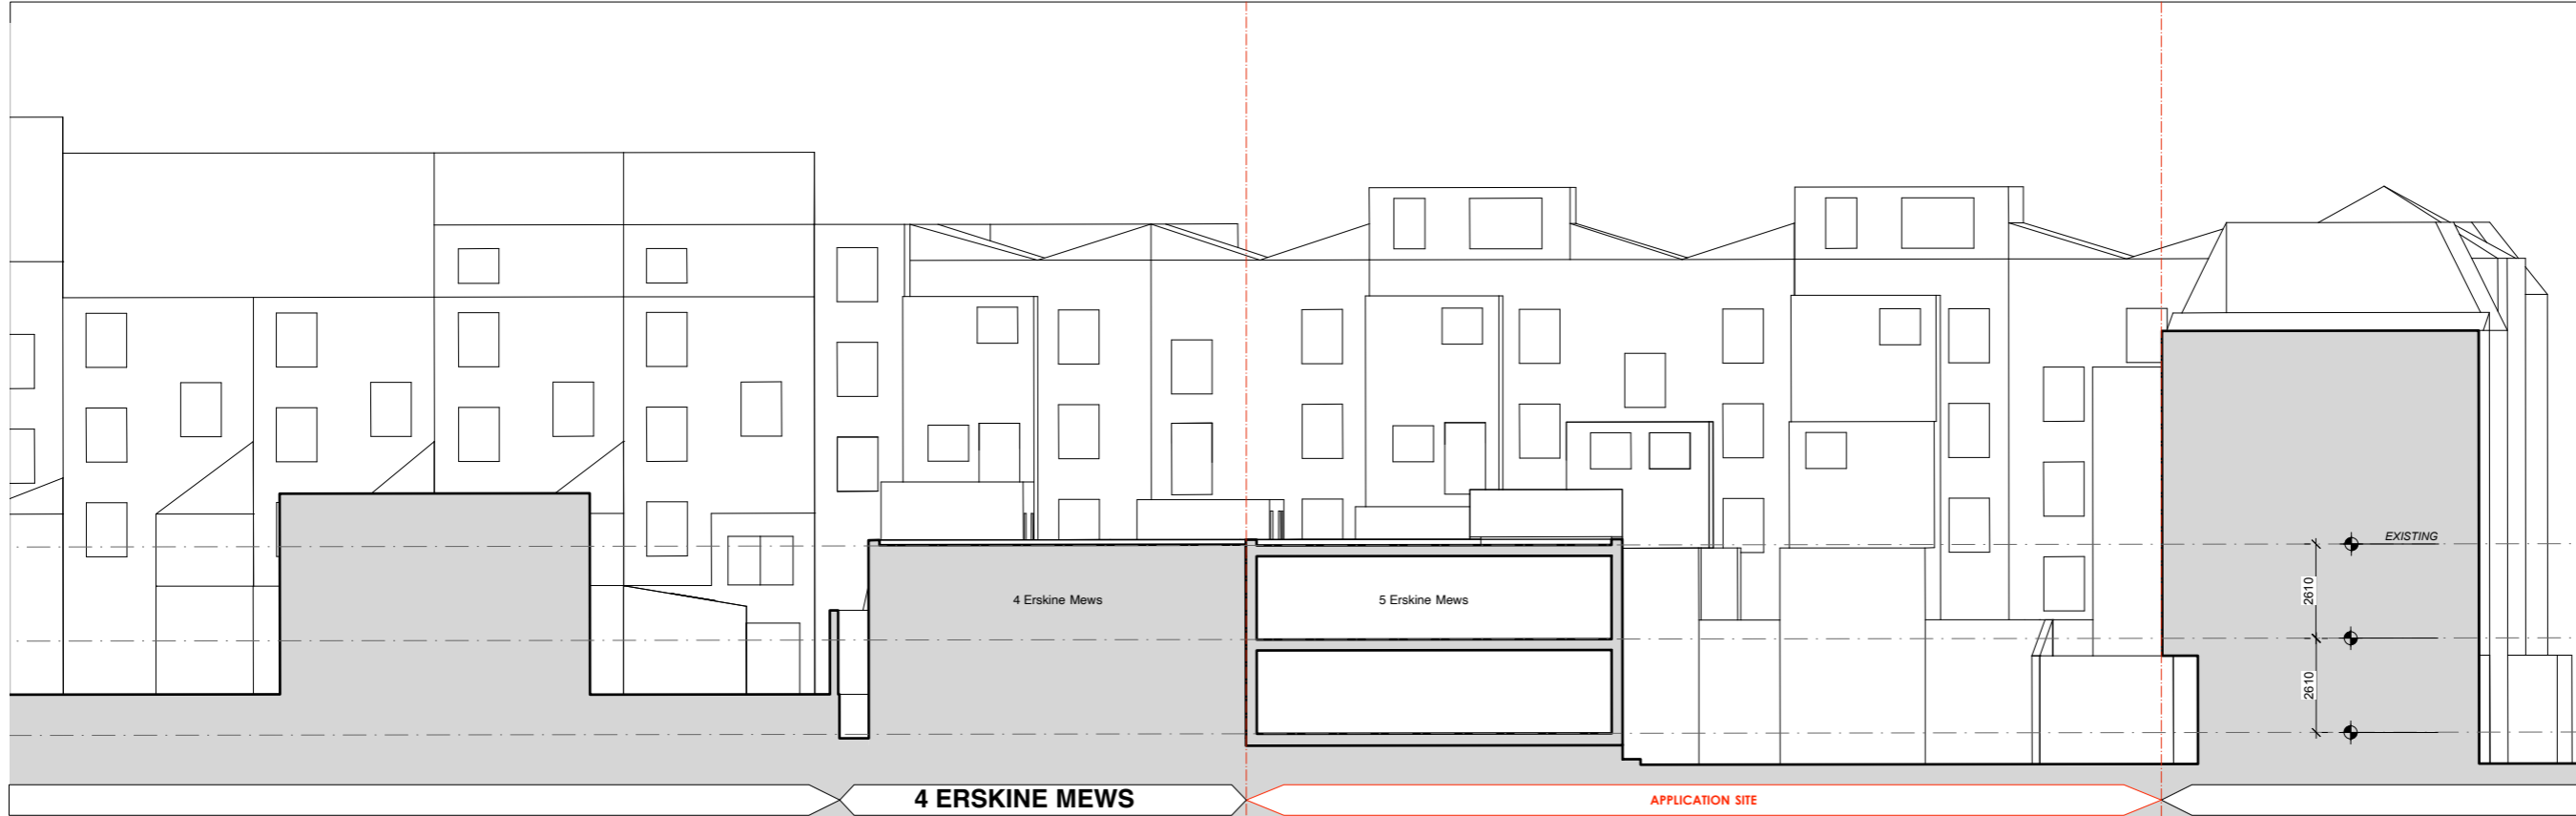 EXISTING
2610
4 Erskine Mews
5 Erskine Mews
2610
4 ERSKINE MEWS
APPLICATION SITE